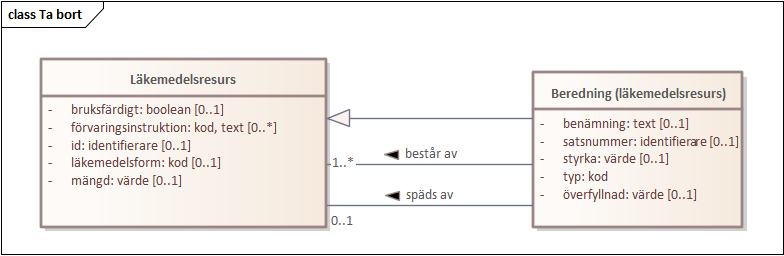 class Ta bort
Läkemedelsresurs
- bruksfärdigt: boolean [0..1]
- förvaringsinstruktion: kod, text [0..*]
- id: identifierare [0..1]
- läkemedelsform: kod [0..1]
- mängd: värde [0..1]
Beredning (läkemedelsresurs)
- benämning: text [0..1]
- satsnummer: identifierare [0..1]
- styrka: värde [0..1]
- typ: kod
- överfyllnad: värde [0..1]
består av
1..*
späds av
0..1